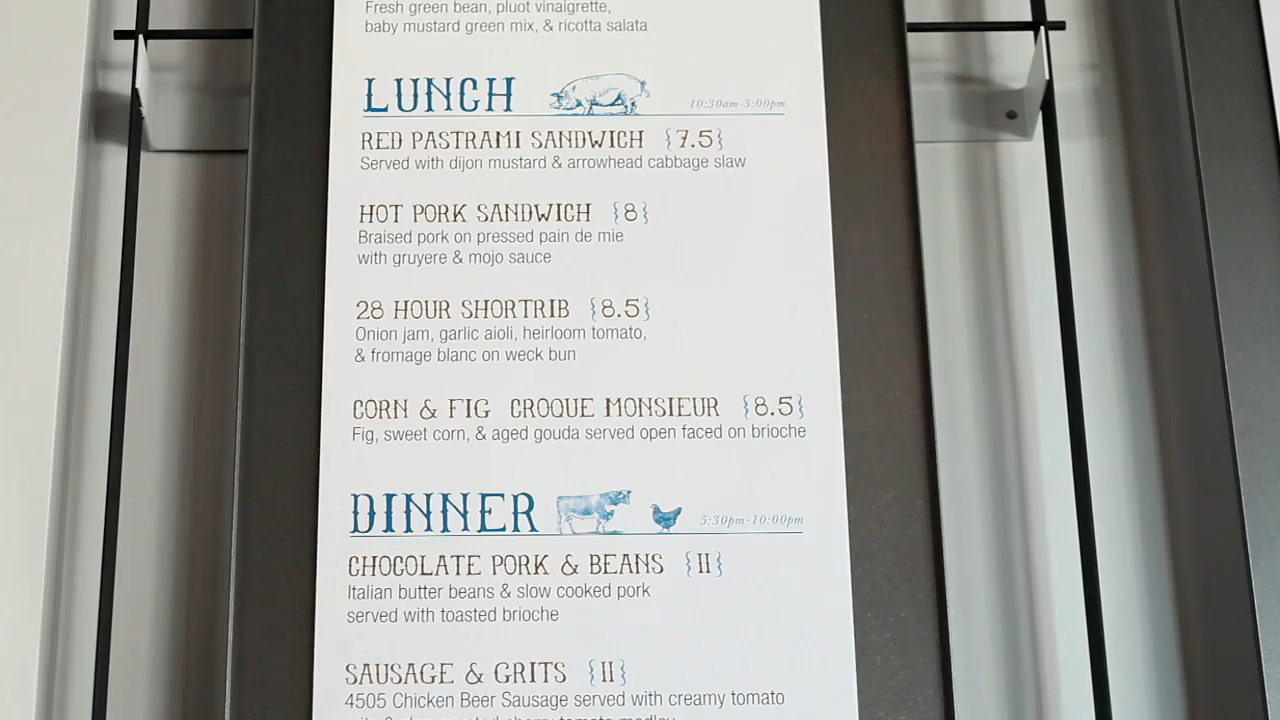 Fresh green bean, pluot vinaigrette,
baby mustard green mix, & ricotta salata
LUNCH 10:30am-3:00pm
RED PASTRAMI SANDWICH {7.5}
Served with dijon mustard & arrowhead cabbage slaw
HOT PORK SANDWICH {8}
Braised pork on pressed pain de mie
with gruyere & mojo sauce
28 HOUR SHORTRIB {8.5}
Onion jam, garlic aioli, heirloom tomato,
& fromage blanc on weck bun
CORN & FIG CROQUE MONSIEUR {8.5}
Fig, sweet corn, & aged gouda served open faced on brioche
DINNER 5:30pm-10:00pm
CHOCOLATE PORK & BEANS {11}
Italian butter beans & slow cooked pork
served with toasted brioche
SAUSAGE & GRITS {11}
4505 Chicken Beer Sausage served with creamy tomato